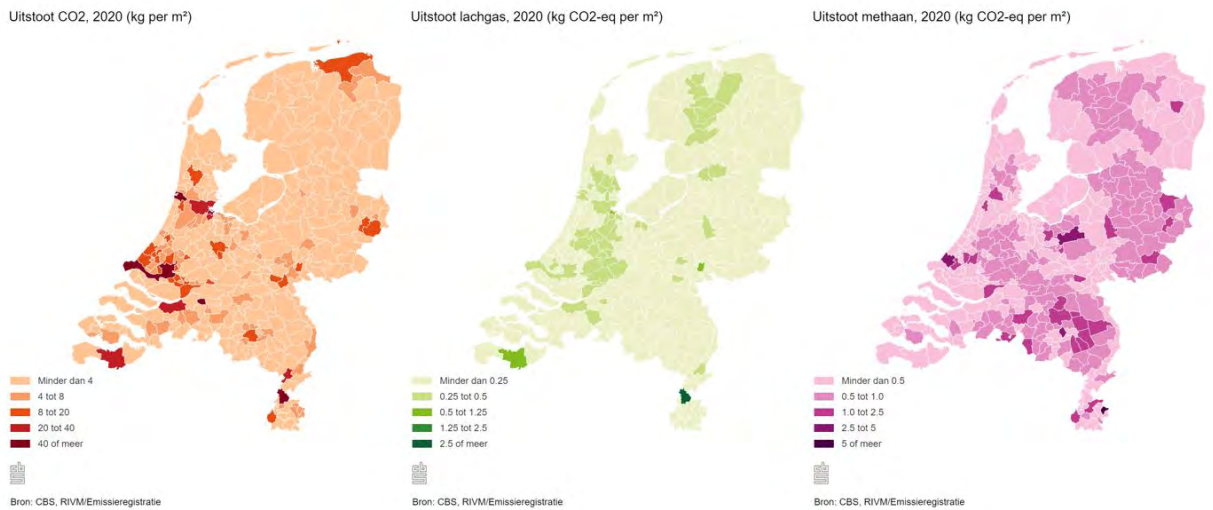 Uitstoot CO2, 2020 (kg per m²)
Minder dan 4
4 tot 8
8 tot 20
20 tot 40
40 of meer
Bron: CBS, RIVM/Emissieregistratie
Uitstoot lachgas, 2020 (kg CO2-eq per m²)
Minder dan 0.25
0.25 tot 0.5
0.5 tot 1.25
1.25 tot 2.5
2.5 of meer
Bron: CBS, RIVM/Emissieregistratie
Uitstoot methaan, 2020 (kg CO2-eq per m²)
Minder dan 0.5
0.5 tot 1.0
1.0 tot 2.5
2.5 tot 5
5 of meer
Bron: CBS, RIVM/Emissieregistratie